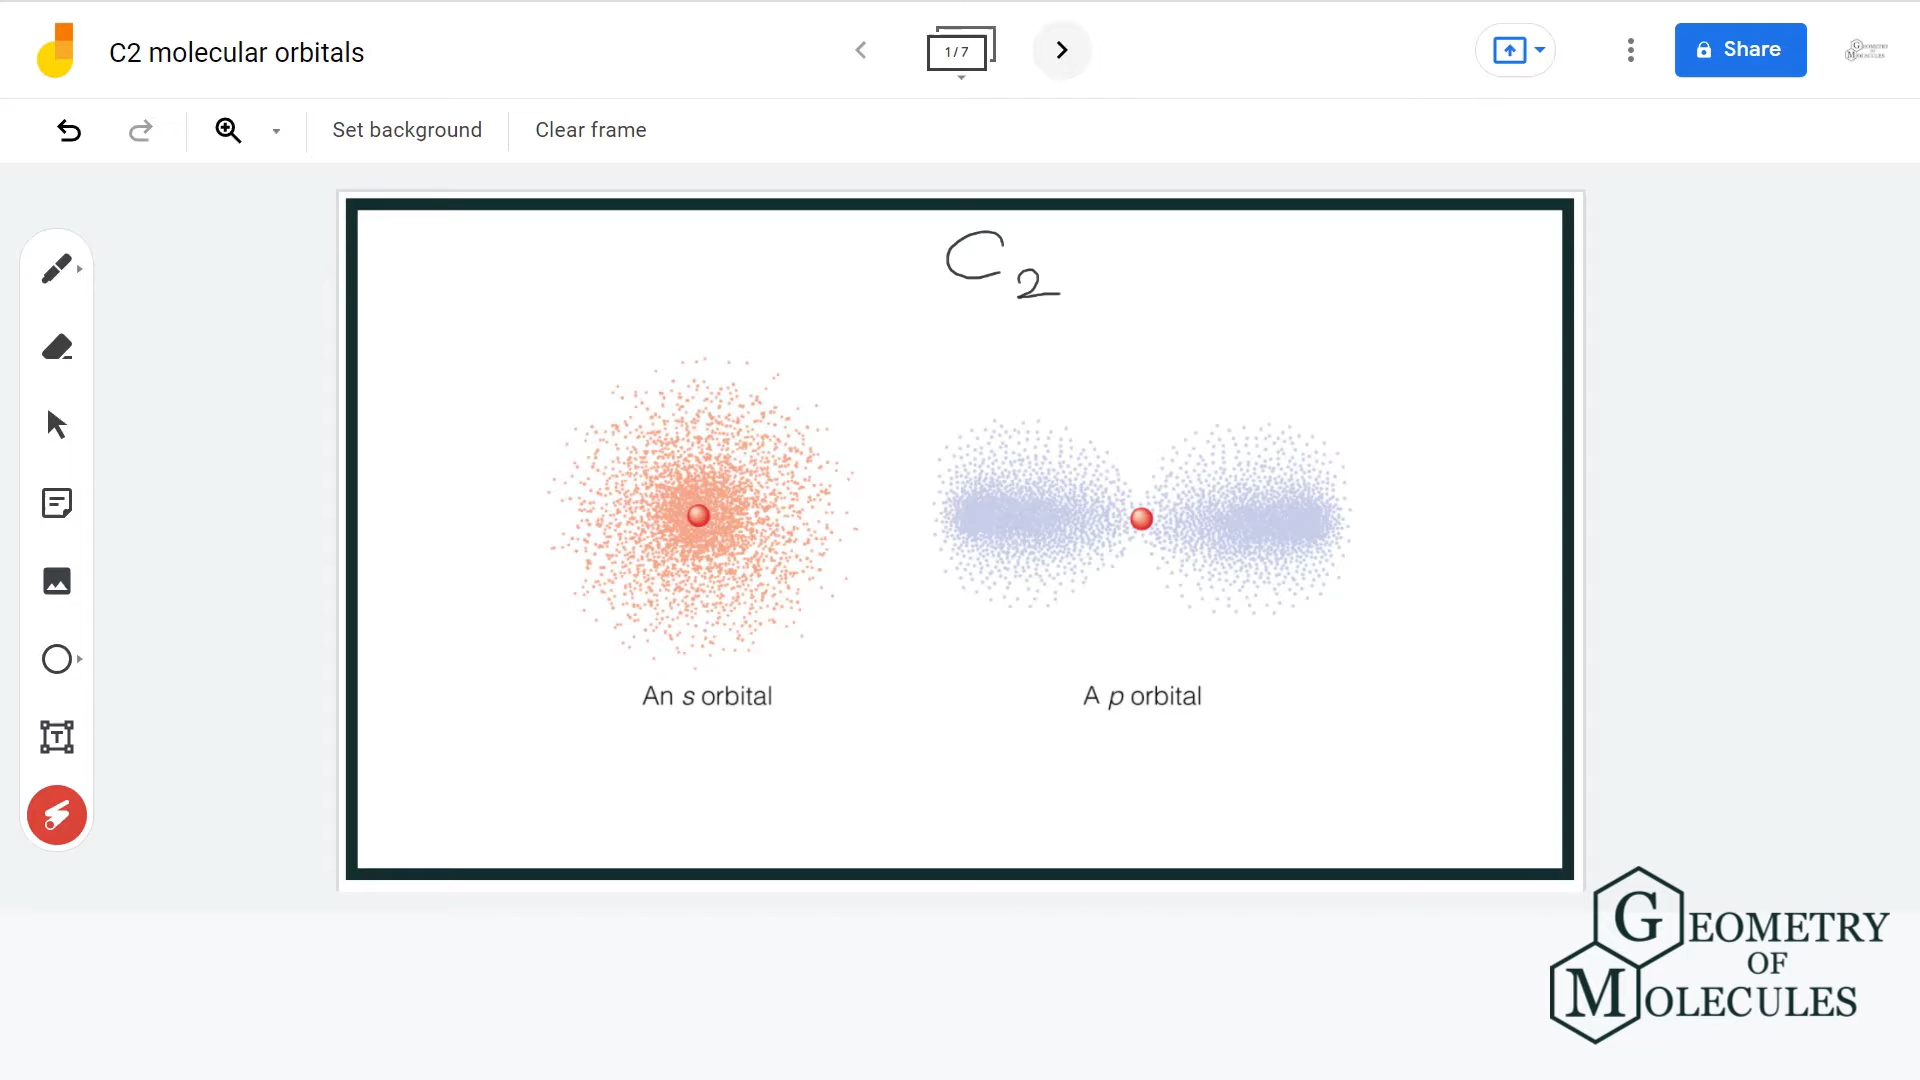 C2 molecular orbitals
1/7
Share
Set background
Clear frame
C2
An s orbital
A p orbital
GEOMETRY
OF
MOLECULES